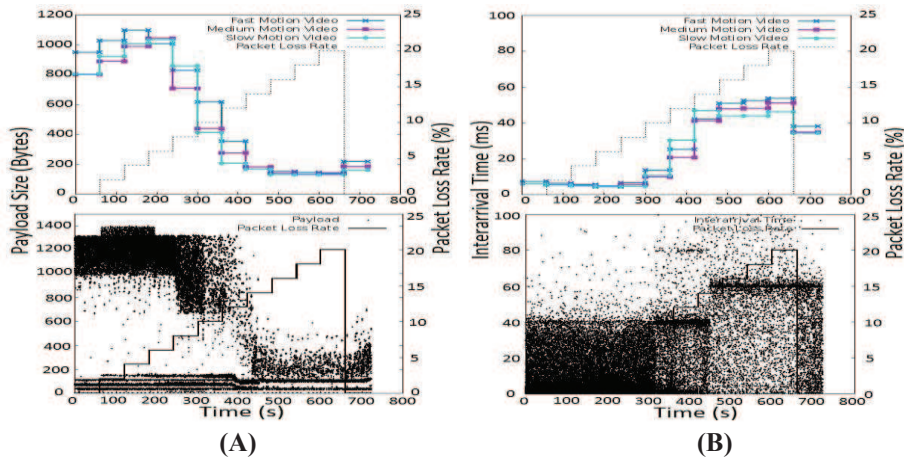 Fast Motion Video
Medium Motion Video
Slow Motion Video
Packet Loss Rate
1200
1000
800
600
400
200
0
25
20
15
10
5
0
0 100 200 300 400 500 600 700 800
Payload
Packet Loss Rate
1400
1200
1000
800
600
400
200
0
25
20
15
10
5
0
0 100 200 300 400 500 600 700 800
Payload Size (Bytes)
Packet Loss Rate (%)
Time (s)
(A)
Fast Motion Video
Medium Motion Video
Slow Motion Video
Packet Loss Rate
100
80
60
40
20
0
25
20
15
10
5
0
0 100 200 300 400 500 600 700 800
Interarrival Time
Packet Loss Rate
100
80
60
40
20
0
25
20
15
10
5
0
0 100 200 300 400 500 600 700 800
Interarrival Time (ms)
Packet Loss Rate (%)
Time (s)
(B)